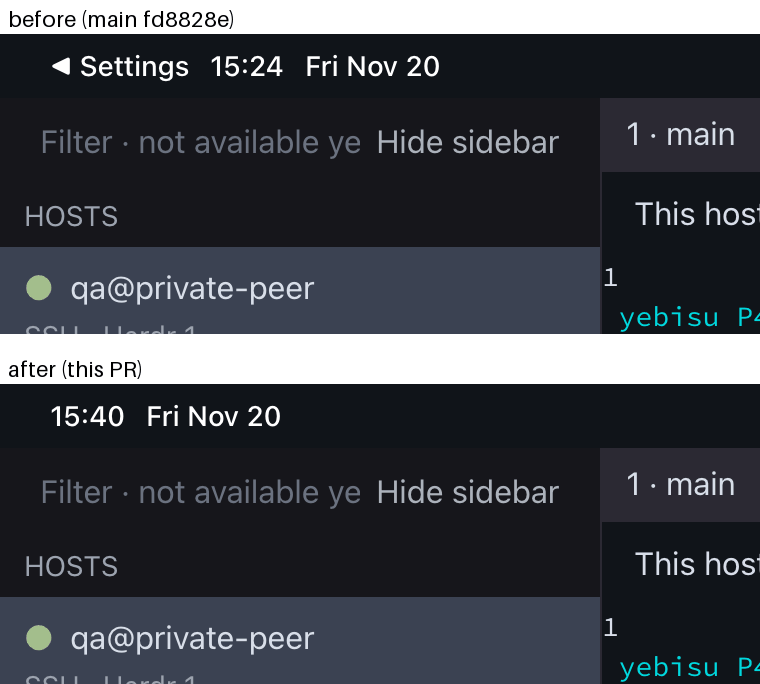 before (main fd8828e)
◀ Settings 15:24 Fri Nov 20
Filter · not available ye Hide sidebar
1 · main
HOSTS
This host
qa@private-peer
1
yebisu P4
after (this PR)
15:40 Fri Nov 20
Filter · not available ye Hide sidebar
1 · main
HOSTS
This host
qa@private-peer
1
yebisu P4